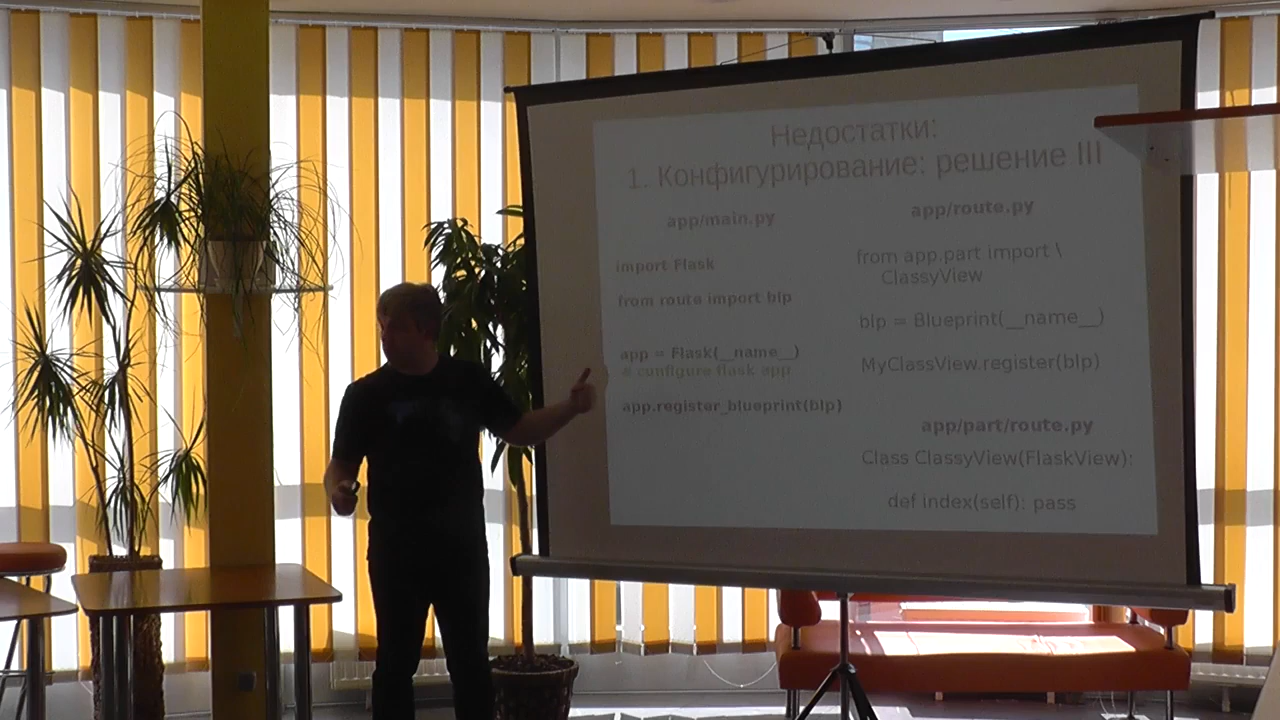 Недостатки:
1. Конфигурирование: решение III
app/main.py
import Flask
from route import blp
app = Flask(__name__)
# configure flask app
app.register_blueprint(blp)
app/route.py
from app.part import \
ClassyView
blp = Blueprint(__name__)
MyClassView.register(blp)
app/part/route.py
Class ClassyView(FlaskView):
def index(self): pass